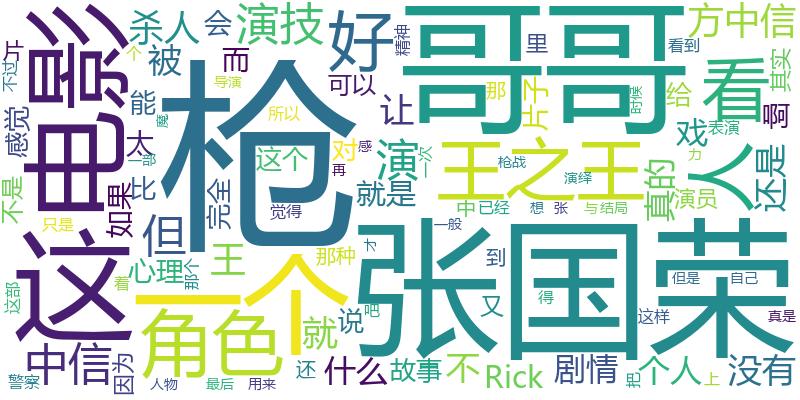 片
杀人
会
演技
好
哥哥
方中信
不过
个
被
而
精神
里
看到
导演
可以
那
看
其实
电影
能
枪
让
片子
给
时候
啊
感觉
魔
所以
太
这个
对
感
演
王之王
人
戏
表演
不是
如果
比
完全
觉得
就是
再
一次
枪战
力
真的
还是
演绎
演员
只是
但
中
已经
想
张
与
结局
这
心理
王
那种
张国荣
才
一般
到
但是
自己
这部
着
那个
一个
吧
又
得
这样
真是
角色
就
说
中信
因为
还
什么
故事
不
Rick
剧情
把
个人
上
没有
警察
人物
最后
用来
一部